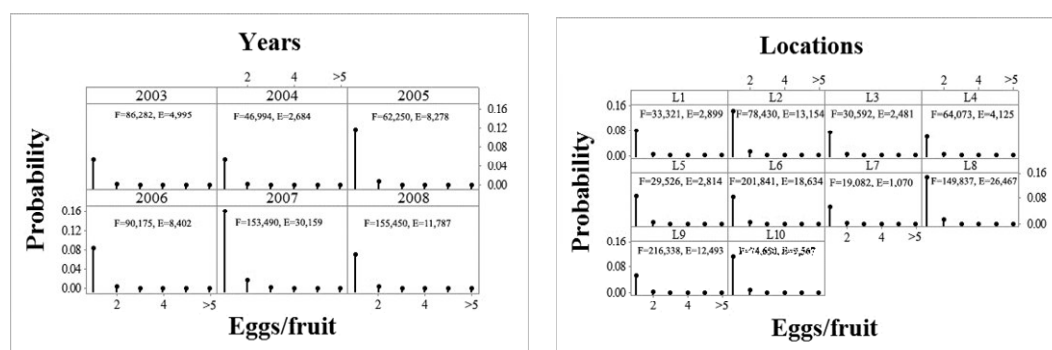 Years
2 4 >5
2003 2004 2005
F=86,282, E=4,995 F=46,994, E=2,684 F=62,250, E=8,278
0.16
0.12
0.08
0.04
0.00
2006 2007 2008
F=90,175, E=8,402 F=153,490, E=30,159 F=155,450, E=11,787
0.16
0.12
0.08
0.04
0.00
2 4 >5
Probability
Eggs/fruit
Locations
2 4 >5 2 4 >5
L1 L2 L3 L4
0.16
0.08
0.00
F=33,321, E=2,899 F=78,430, E=13,154 F=30,592, E=2,481 F=64,073, E=4,125
L5 L6 L7 L8
F=29,526, E=2,814 F=201,841, E=18,634 F=19,082, E=1,070 F=149,837, E=26,467
0.16
0.08
0.00
L9 L10
2 4 >5 2 4 >5
0.16
0.08
0.00
F=216,338, E=12,493
2 4 >5
Probability
Eggs/fruit